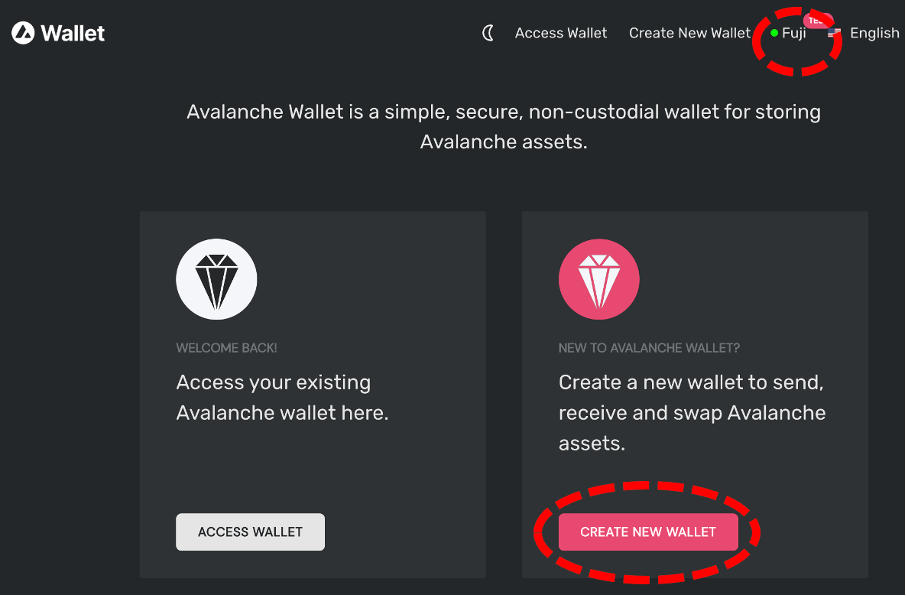 Wallet
Access Wallet
Create New Wallet
Fuji
English
Avalanche Wallet is a simple, secure, non-custodial wallet for storing
Avalanche assets.
WELCOME BACK!
Access your existing
Avalanche wallet here.
ACCESS WALLET
NEW TO AVALANCHE WALLET?
Create a new wallet to send,
receive and swap Avalanche
assets.
CREATE NEW WALLET